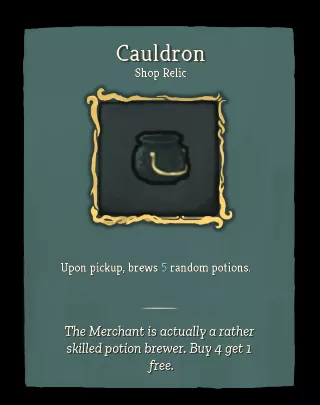 Cauldron
Shop Relic
Upon pickup, brews 5 random potions.
The Merchant is actually a rather
skilled potion brewer. Buy 4 get 1
free.